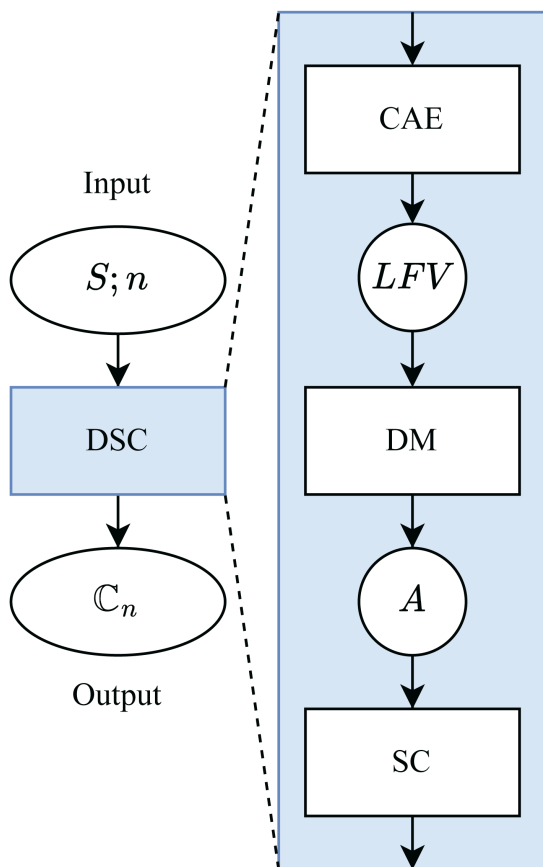 Input
S; n
DSC
ℂₙ
Output
CAE
LFV
DM
A
SC